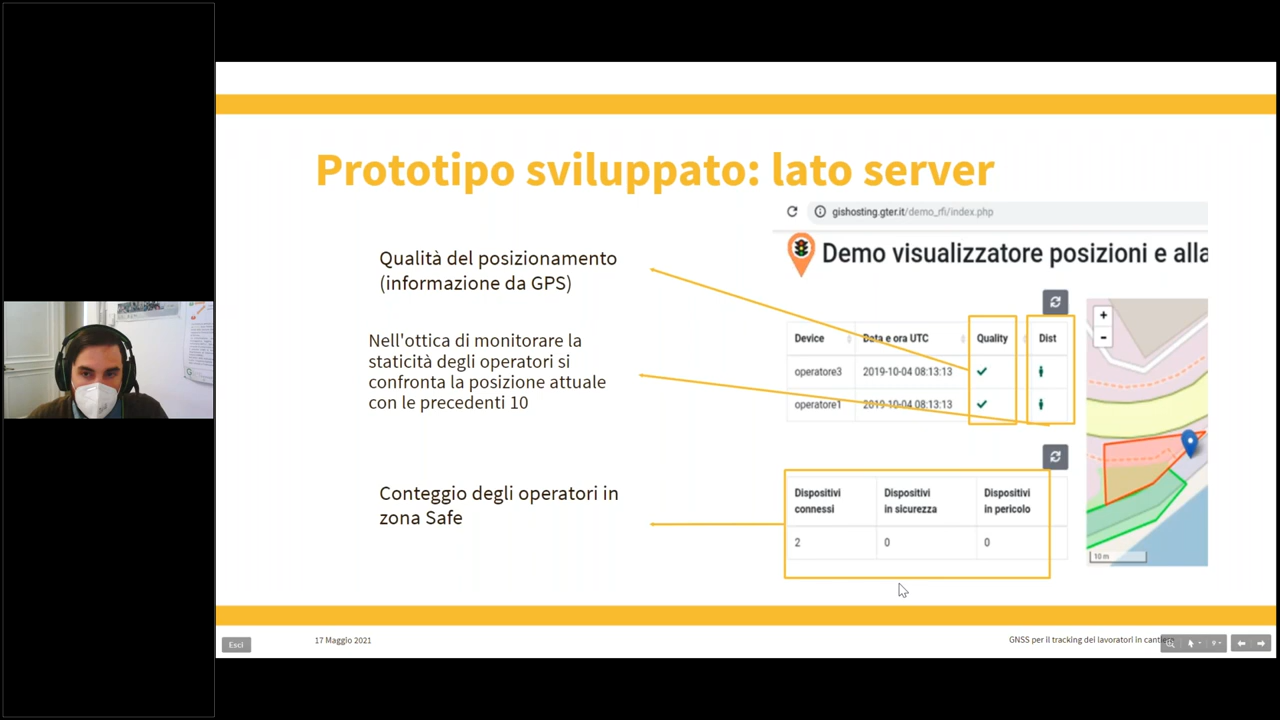 Prototipo sviluppato: lato server
gishosting.gter.it/demo_rfi/index.php
Demo visualizzatore posizioni e alla
Qualità del posizionamento
(informazione da GPS)
Nell'ottica di monitorare la
staticità degli operatori si
confronta la posizione attuale
con le precedenti 10
Conteggio degli operatori in
zona Safe
Device Data e ora UTC Quality Dist
operatore3 2019-10-04 08:13:13
operatore1 2019-10-04 08:13:13
Dispositivi connessi Dispositivi in sicurezza Dispositivi in pericolo
2 0 0
+
-
10 m
Esci
17 Maggio 2021
GNSS per il tracking dei lavoratori in cantiere